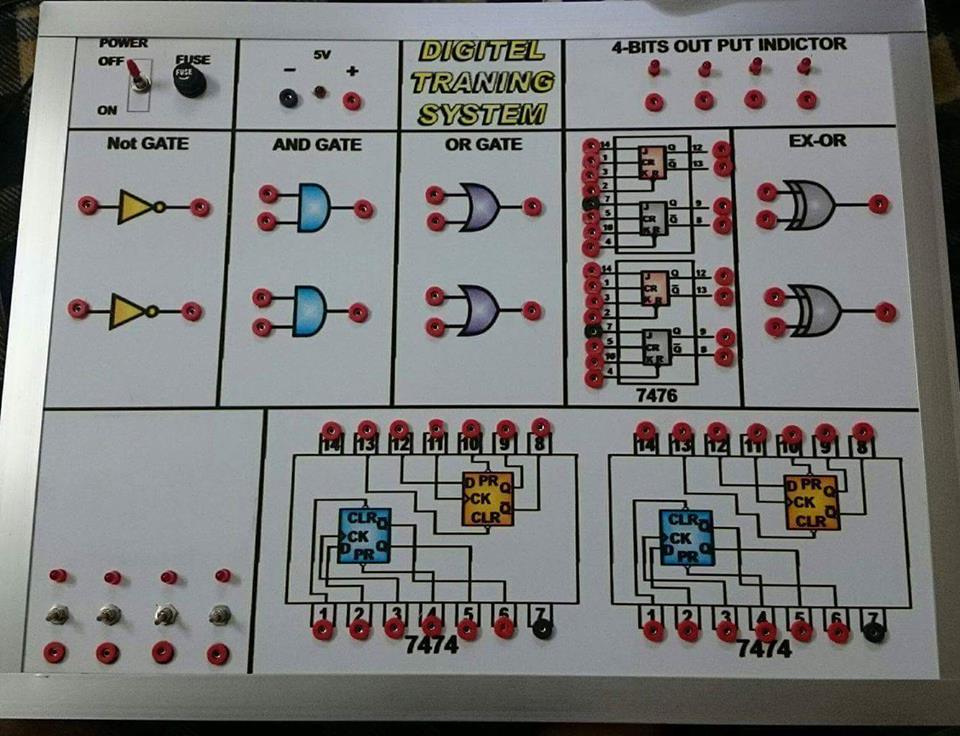 POWER
OFF
FUSE
FUSE
ON
5V
− +
DIGITEL
TRANING
SYSTEM
4-BITS OUT PUT INDICTOR
Not GATE
AND GATE
OR GATE
EX-OR
14
1
3
2
7
5
10
4
J Q 12
CR Q̅ 13
K R
J Q 9
CR Q̅ 8
K R
14
1
3
2
7
5
10
4
J Q 12
CR Q̅ 13
K R
J Q 9
CR Q̅ 8
K R
7476
14 13 12 11 10 9 8
D PR Q
CK
CLR Q̅
CLR Q̅
CK
D PR Q
1 2 3 4 5 6 7
7474
14 13 12 11 10 9 8
D PR Q
CK
CLR Q̅
CLR Q̅
CK
D PR Q
1 2 3 4 5 6 7
7474